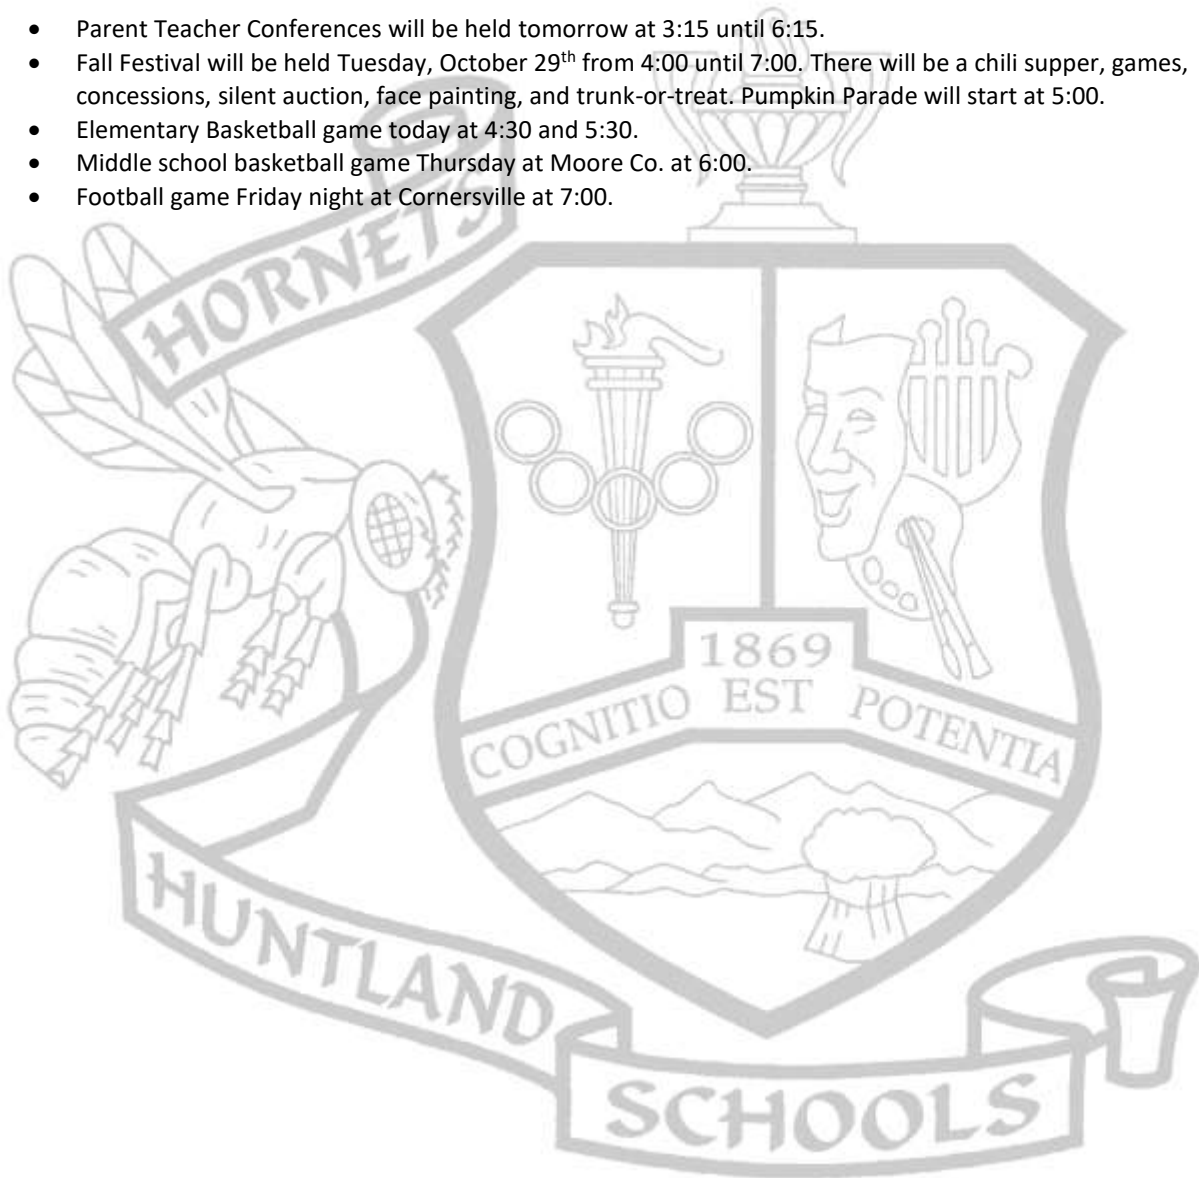 • Parent Teacher Conferences will be held tomorrow at 3:15 until 6:15.
• Fall Festival will be held Tuesday, October 29th from 4:00 until 7:00. There will be a chili supper, games,
concessions, silent auction, face painting, and trunk-or-treat. Pumpkin Parade will start at 5:00.
• Elementary Basketball game today at 4:30 and 5:30.
• Middle school basketball game Thursday at Moore Co. at 6:00.
• Football game Friday night at Cornersville at 7:00.
HORNETS
1869
COGNITIO EST POTENTIA
HUNTLAND
SCHOOLS